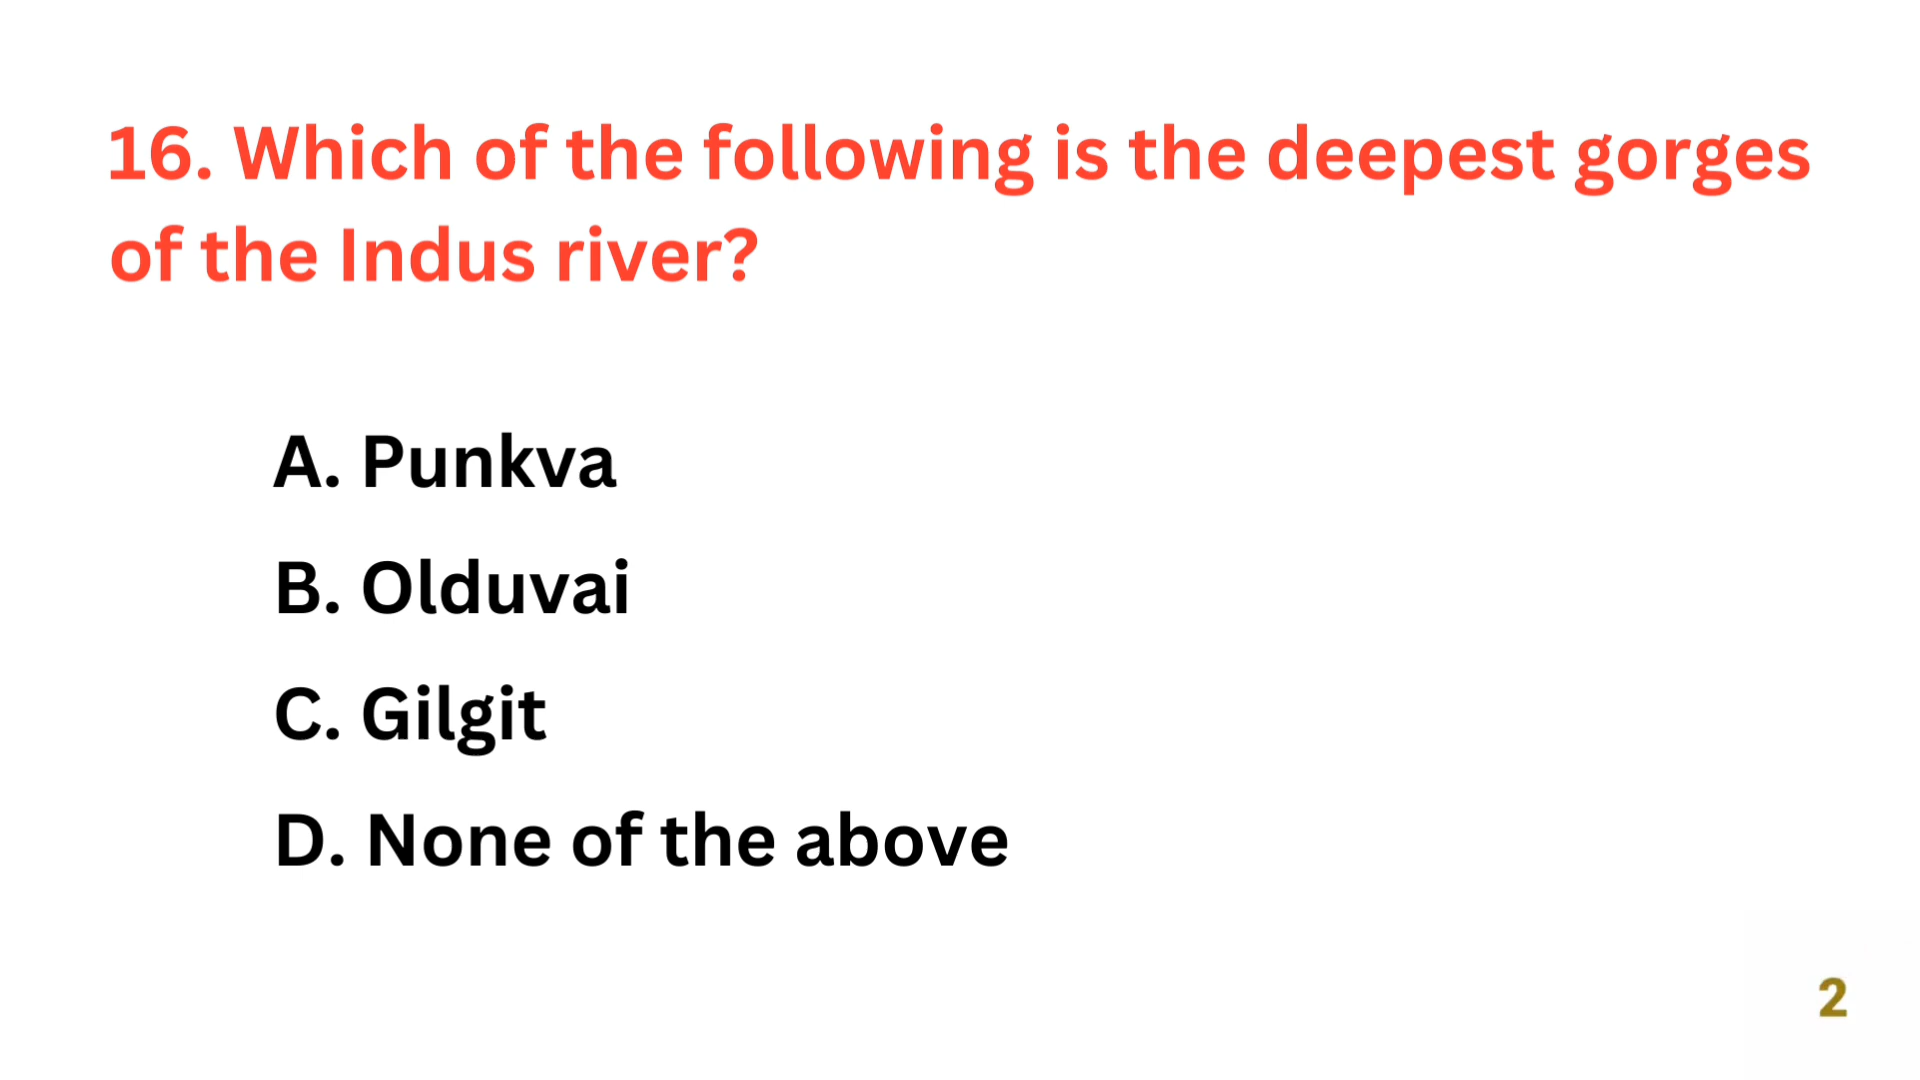 16. Which of the following is the deepest gorges
of the Indus river?
A. Punkva
B. Olduvai
C. Gilgit
D. None of the above
2